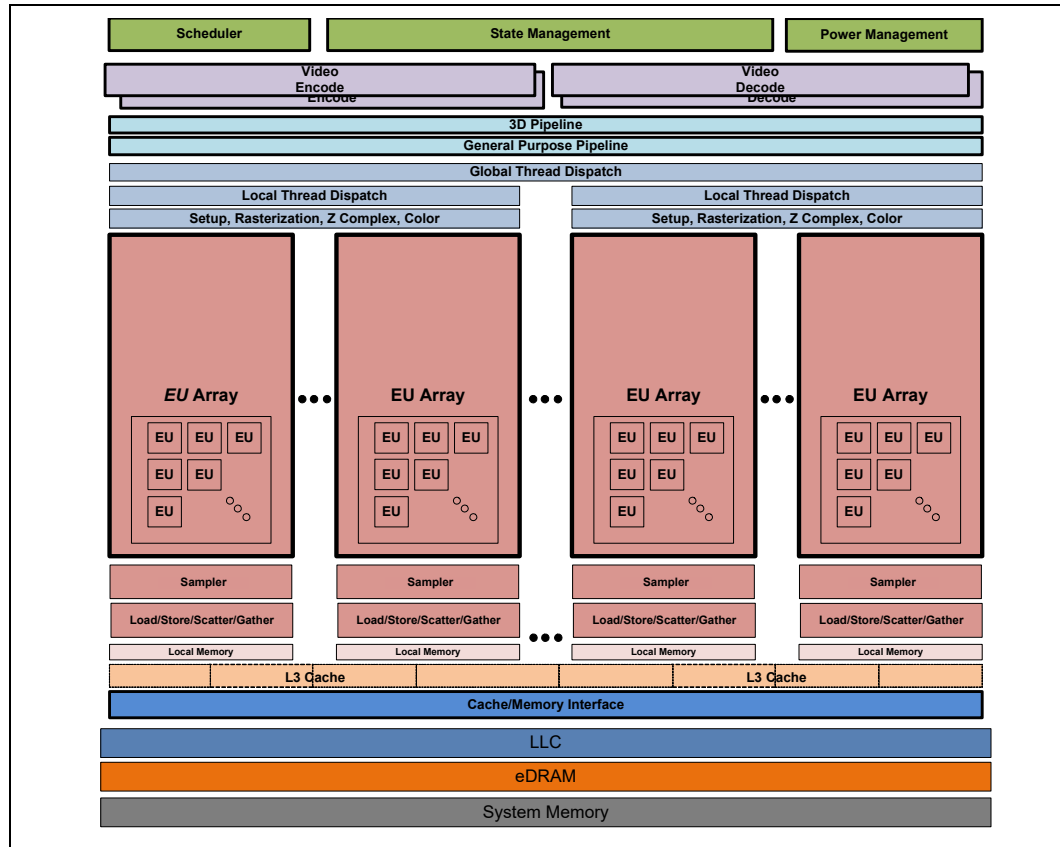 Scheduler
State Management
Power Management
Video
Encode
Encode
Video
Decode
Decode
3D Pipeline
General Purpose Pipeline
Global Thread Dispatch
Local Thread Dispatch
Local Thread Dispatch
Setup, Rasterization, Z Complex, Color
Setup, Rasterization, Z Complex, Color
EU Array
EU Array
EU Array
EU Array
EU EU EU
EU EU EU
EU EU EU
EU EU EU
EU EU
EU EU
EU EU
EU EU
EU
EU
EU
EU
Sampler
Sampler
Sampler
Sampler
Load/Store/Scatter/Gather
Load/Store/Scatter/Gather
Load/Store/Scatter/Gather
Load/Store/Scatter/Gather
Local Memory
Local Memory
Local Memory
Local Memory
L3 Cache
L3 Cache
Cache/Memory Interface
LLC
eDRAM
System Memory